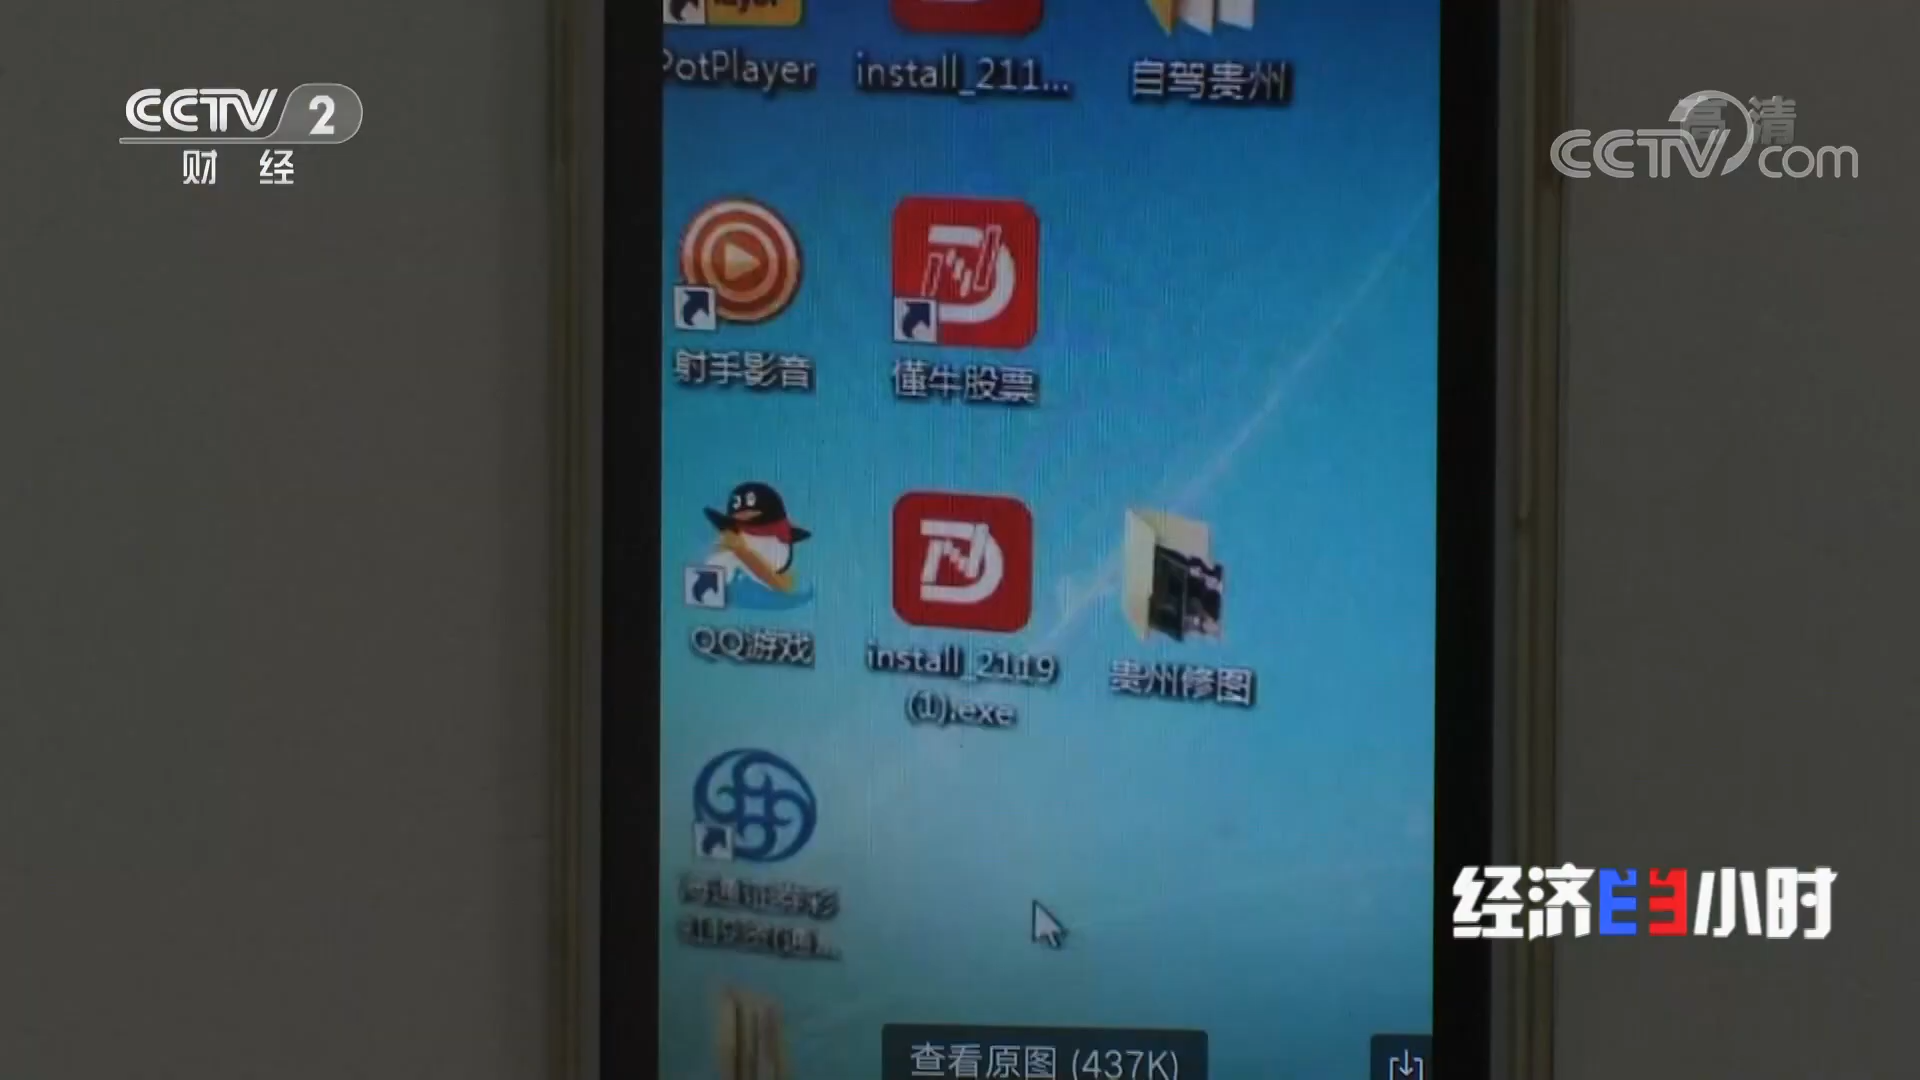 PotPlayer
install_211...
自驾贵州
CCTV 2
财 经
高清
CCTV.com
射手影音
懂牛股票
QQ游戏
install_2119
(1).exe
贵州修图
经济半小时
查看原图 (437K)